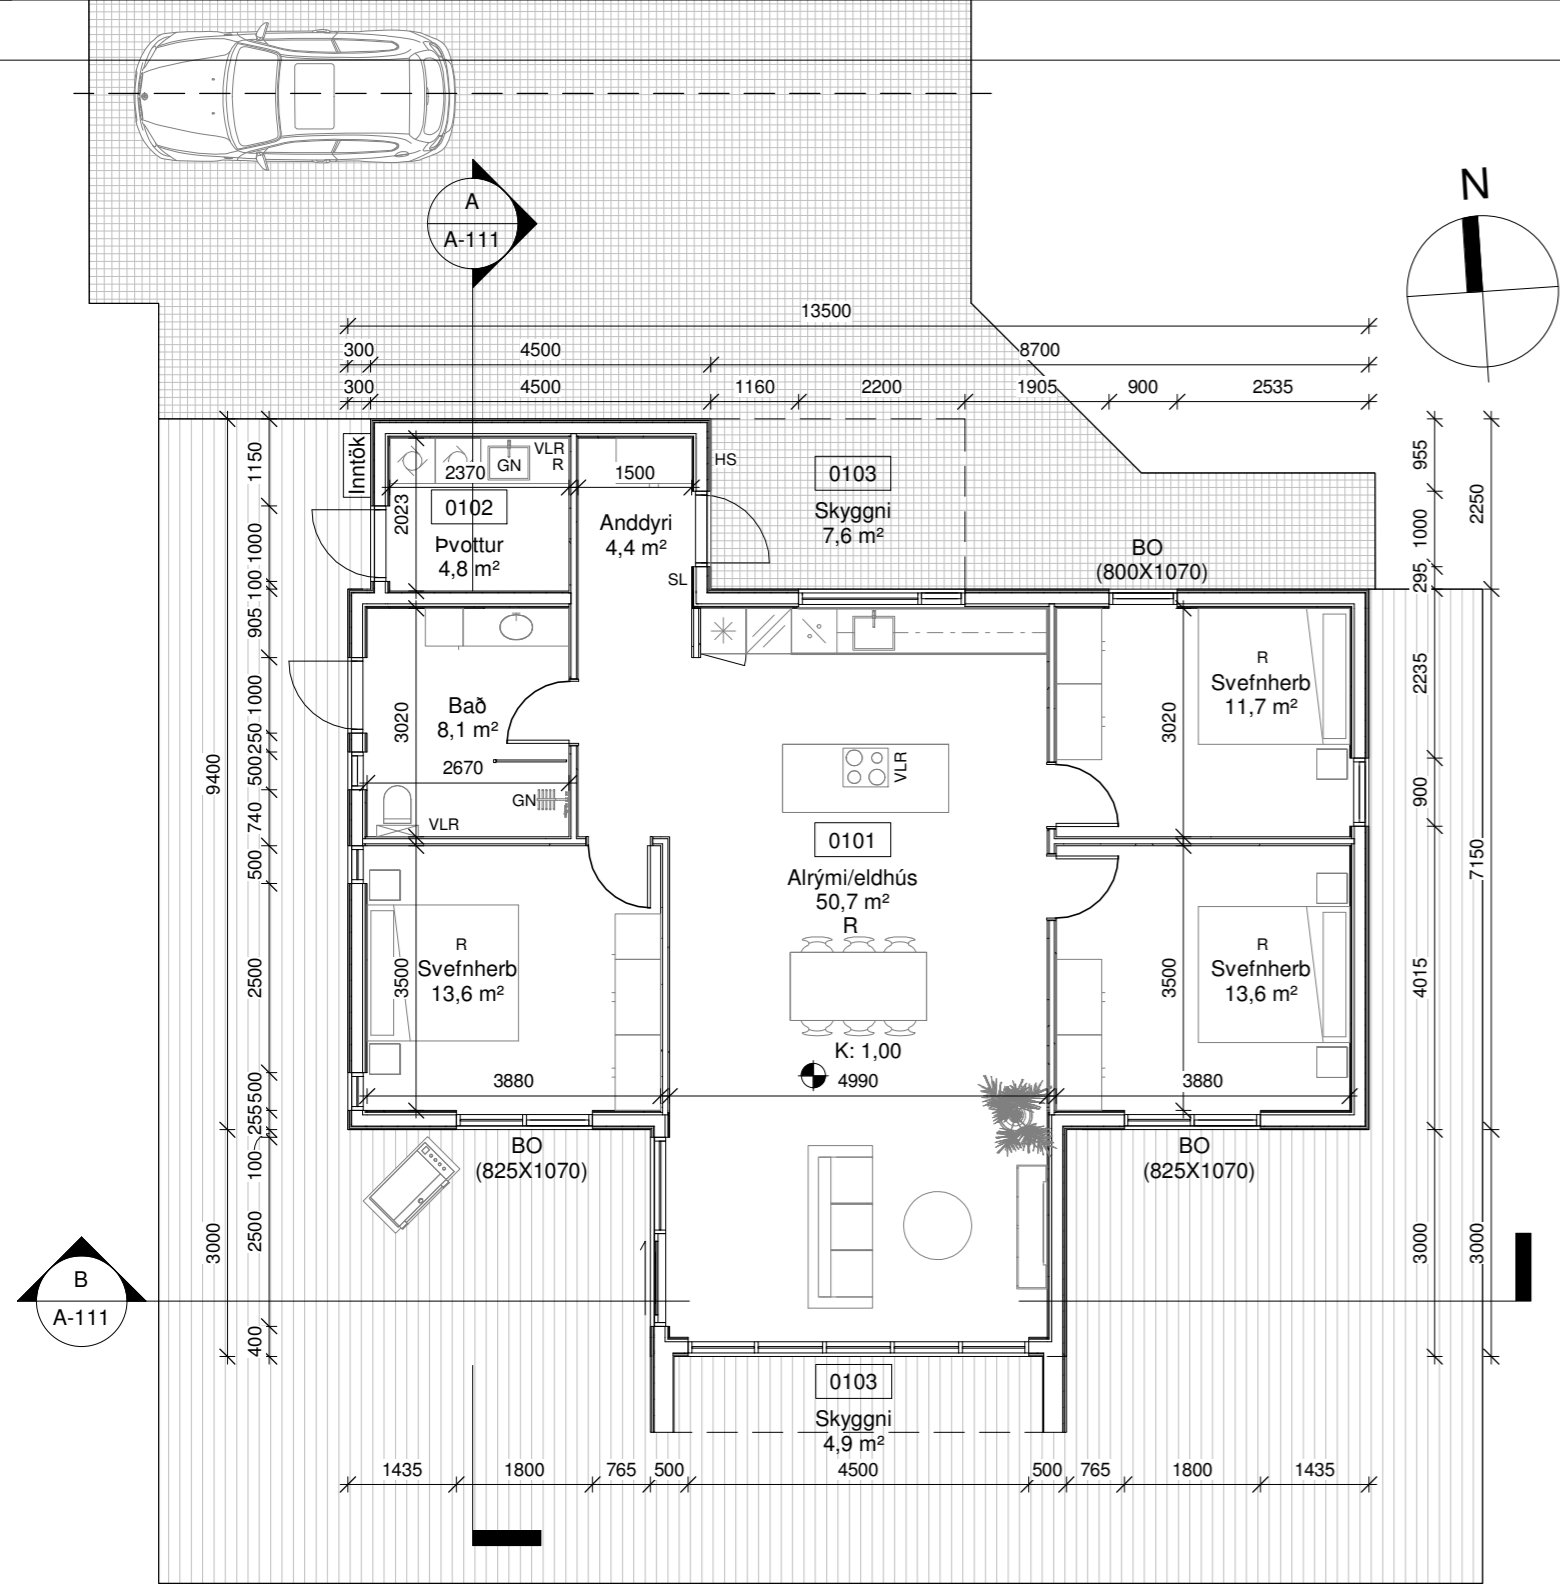 N
A
A-111
13500
300
4500
8700
300
4500
1160
2200
1905
900
2535
Inntök
2370
GN
VLR
R
1500
HS
0102
Þvottur
4,8 m²
2023
Anddyri
4,4 m²
SL
0103
Skyggni
7,6 m²
BO
(800X1070)
1150
1000
100
905
1000
250
500
740
500
2500
500
255
100
2500
400
9400
3000
955
1000
295
2235
900
4015
3000
2250
7150
3000
Bað
8,1 m²
3020
2670
GN
VLR
VLR
0101
Alrými/eldhús
50,7 m²
R
R
Svefnherb
11,7 m²
3020
R
Svefnherb
13,6 m²
3500
3880
K: 1,00
4990
R
Svefnherb
13,6 m²
3500
3880
BO
(825X1070)
BO
(825X1070)
B
A-111
0103
Skyggni
4,9 m²
1435
1800
765
500
4500
500
765
1800
1435